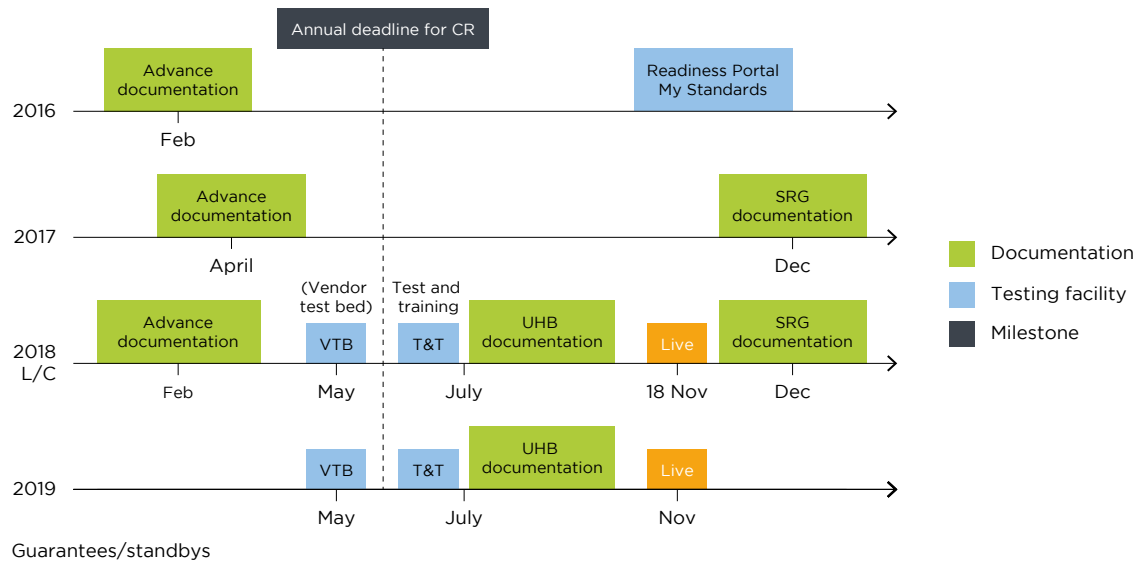 Annual deadline for CR
Advance
documentation
Readiness Portal
My Standards
2016
Feb
Advance
documentation
SRG
documentation
2017
April
Dec
(Vendor
test bed)
Test and
training
Advance
documentation
VTB
T&T
UHB
documentation
Live
SRG
documentation
2018
L/C
Feb
May
July
18 Nov
Dec
VTB
T&T
UHB
documentation
Live
2019
May
July
Nov
Guarantees/standbys
Documentation
Testing facility
Milestone